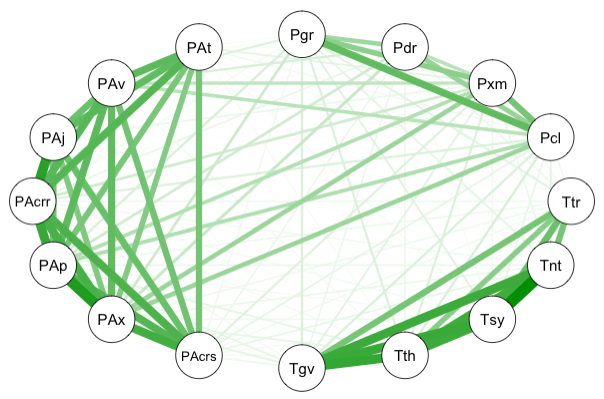 Pgr
PAt
Pdr
PAv
Pxm
PAj
Pcl
PAcrr
Ttr
PAp
Tnt
PAx
Tsy
PAcrs
Tth
Tgv